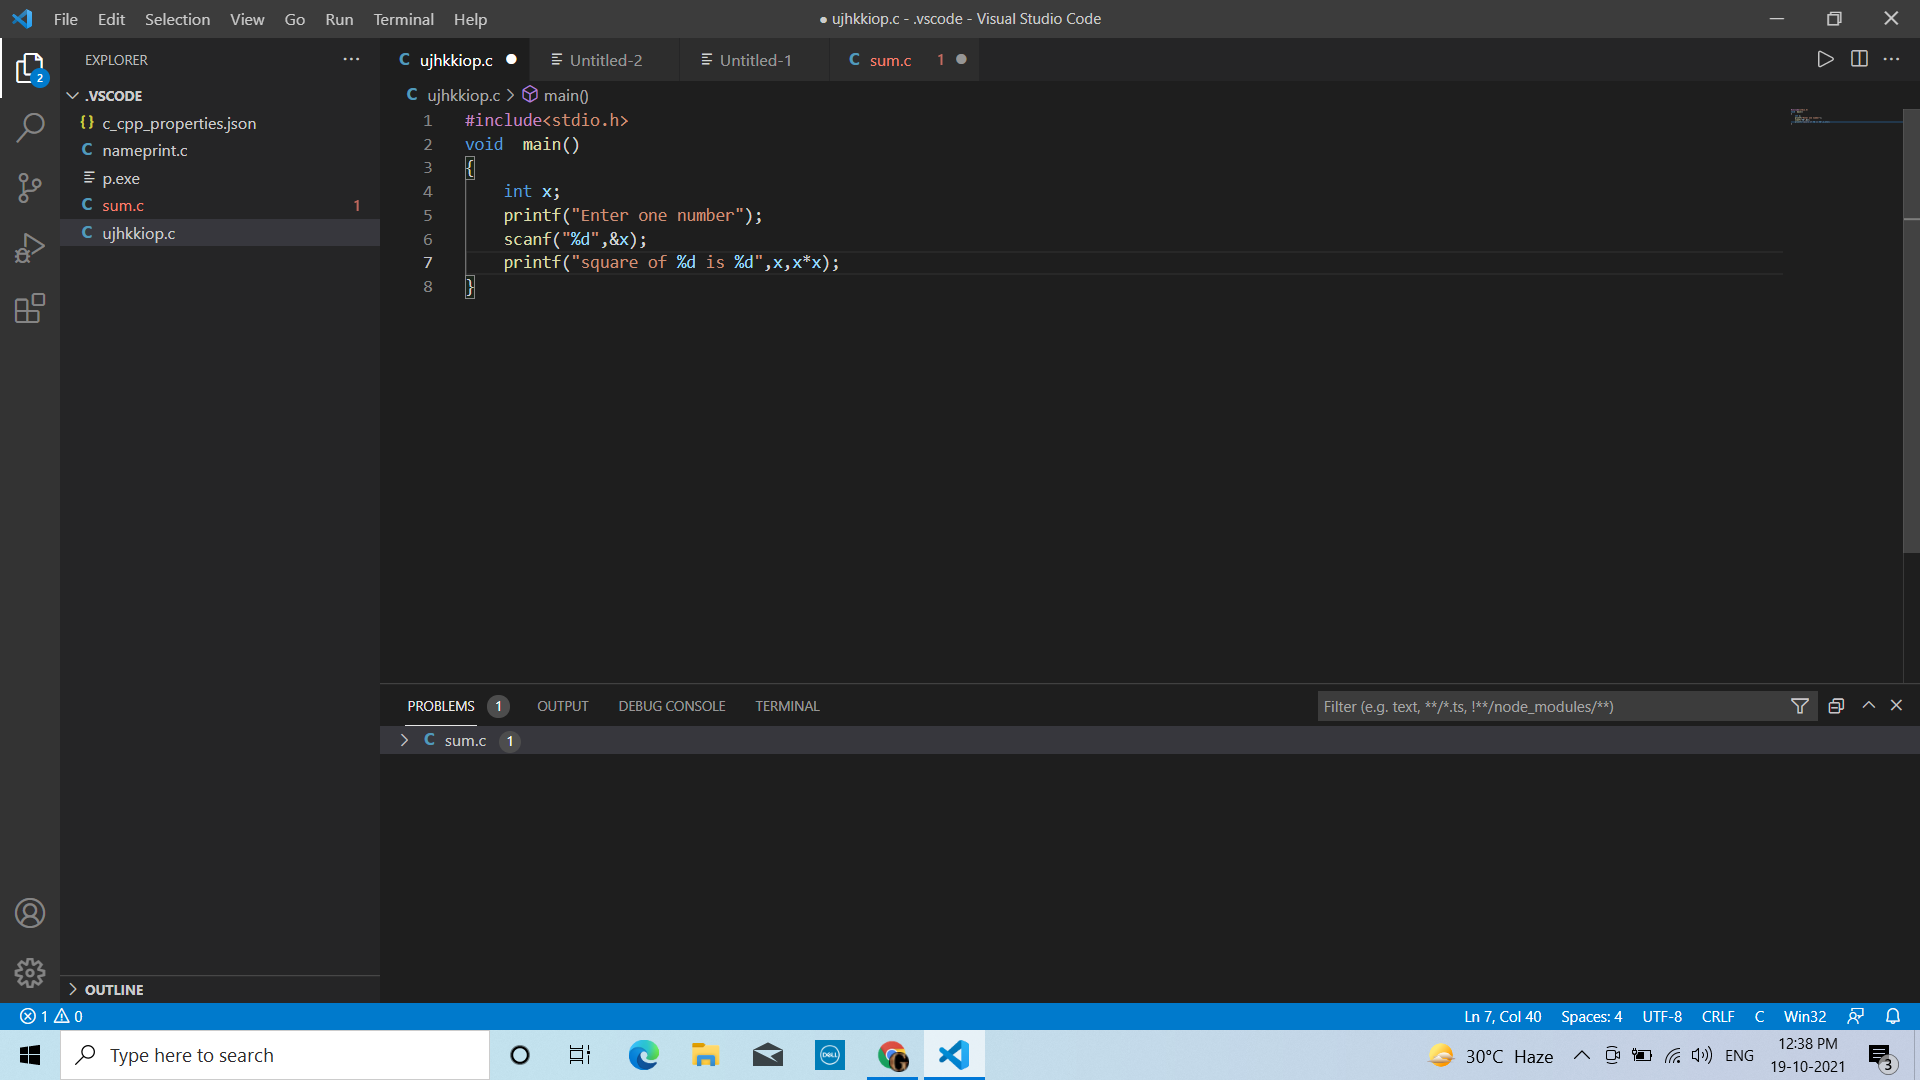 File Edit Selection View Go Run Terminal Help
● ujhkkiop.c - .vscode - Visual Studio Code
EXPLORER
2
.VSCODE
{} c_cpp_properties.json
C nameprint.c
p.exe
C sum.c 1
C ujhkkiop.c
OUTLINE
C ujhkkiop.c ● Untitled-2 Untitled-1 C sum.c 1 ●
C ujhkkiop.c > main()
1 #include<stdio.h>
2 void  main()
3 {
4     int x;
5     printf("Enter one number");
6     scanf("%d",&x);
7     printf("square of %d is %d",x,x*x);
8 }
PROBLEMS 1 OUTPUT DEBUG CONSOLE TERMINAL
Filter (e.g. text, **/*.ts, !**/node_modules/**)
C sum.c 1
1 0
Ln 7, Col 40 Spaces: 4 UTF-8 CRLF C Win32
Type here to search
DELL
G
30°C Haze
ENG
12:38 PM
19-10-2021
3